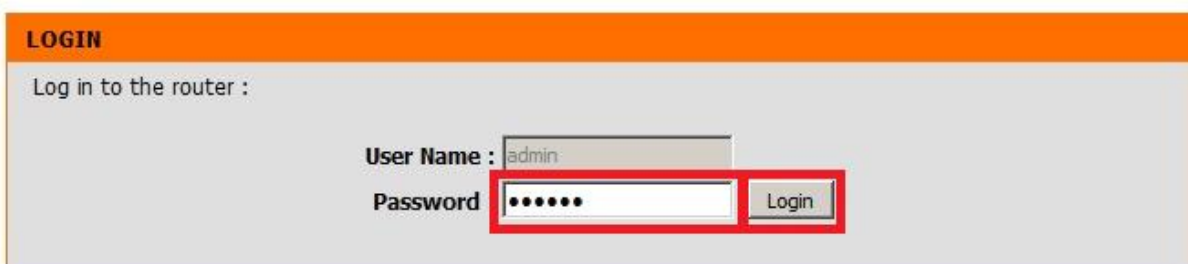 LOGIN
Log in to the router :
User Name : admin
Password ●●●●●● Login